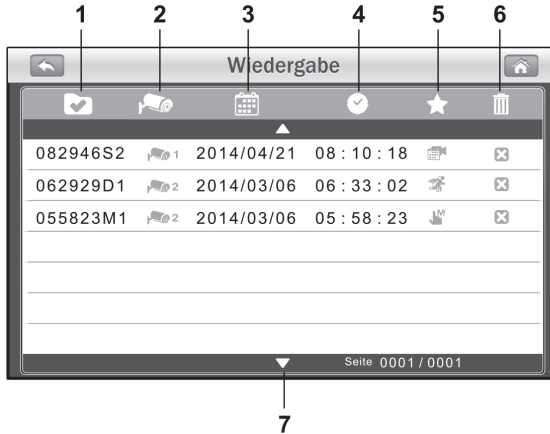 1 2 3 4 5 6
Wiedergabe
082946S2 1 2014/04/21 08 : 10 : 18
062929D1 2 2014/03/06 06 : 33 : 02
055823M1 2 2014/03/06 05 : 58 : 23 M
Seite 0001 / 0001
7